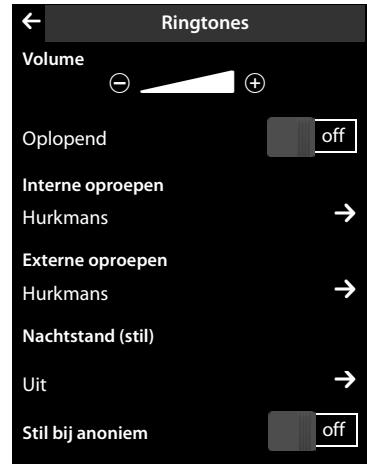 Ringtones
Volume
Oplopend off
Interne oproepen
Hurkmans
Externe oproepen
Hurkmans
Nachtstand (stil)
Uit
Stil bij anoniem off